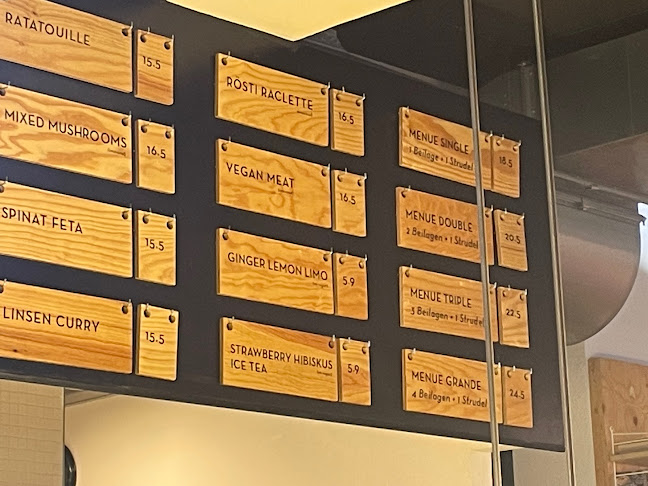 RATATOUILLE
15.5
MIXED MUSHROOMS
16.5
SPINAT FETA
15.5
LINSEN CURRY
15.5
RÖSTI RACLETTE
16.5
VEGAN MEAT
16.5
GINGER LEMON LIMO
5.9
STRAWBERRY HIBISKUS
ICE TEA
5.9
MENUE SINGLE
1 Beilage + 1 Strudel
18.5
MENUE DOUBLE
2 Beilagen + 1 Strudel
20.5
MENUE TRIPLE
3 Beilagen + 1 Strudel
22.5
MENUE GRANDE
4 Beilagen + 1 Strudel
24.5